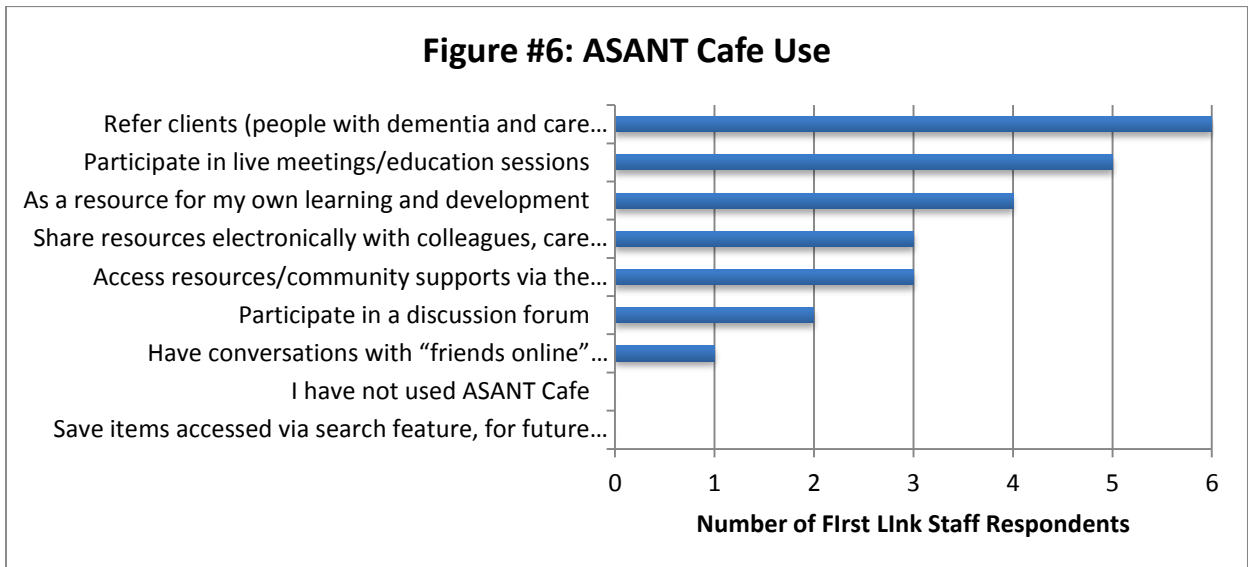 Figure #6: ASANT Cafe Use
Refer clients (people with dementia and care…
Participate in live meetings/education sessions
As a resource for my own learning and development
Share resources electronically with colleagues, care…
Access resources/community supports via the…
Participate in a discussion forum
Have conversations with “friends online”…
I have not used ASANT Cafe
Save items accessed via search feature, for future…
0 1 2 3 4 5 6
Number of FIrst LInk Staff Respondents